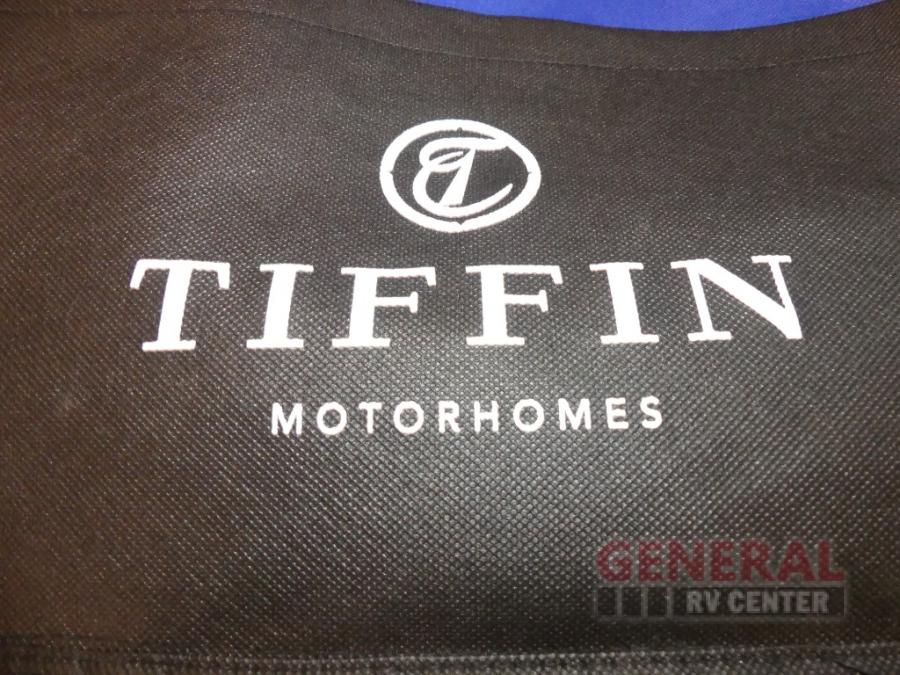 T
TIFFIN
MOTORHOMES
GENERAL
RV CENTER